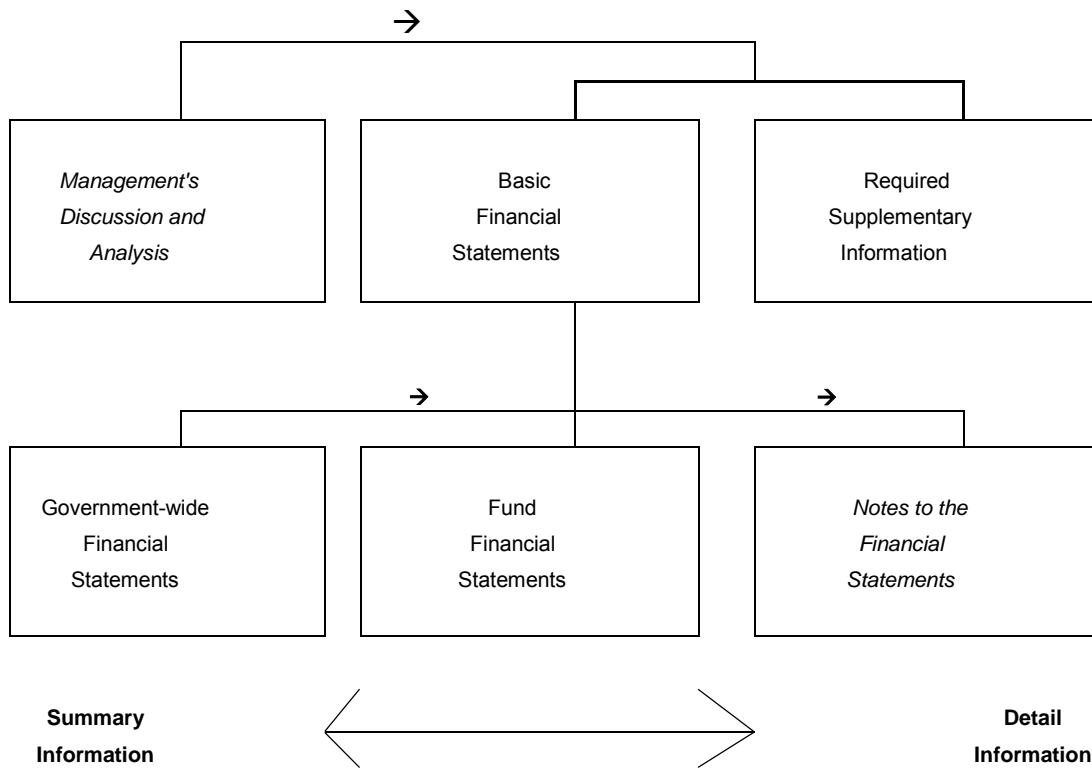 →
Management's
Discussion and
Analysis
Basic
Financial
Statements
Required
Supplementary
Information
→
→
Government-wide
Financial
Statements
Fund
Financial
Statements
Notes to the
Financial
Statements
Summary
Information
Detail
Information